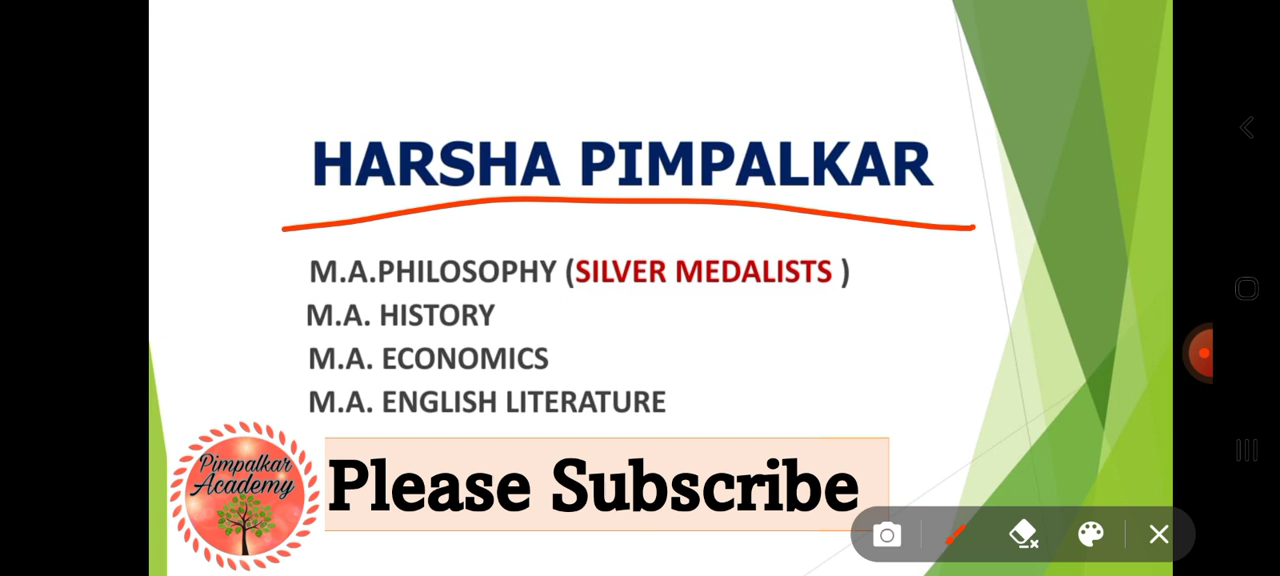 HARSHA PIMPALKAR
M.A.PHILOSOPHY (SILVER MEDALISTS )
M.A. HISTORY
M.A. ECONOMICS
M.A. ENGLISH LITERATURE
Pimpalkar
Academy
Please Subscribe